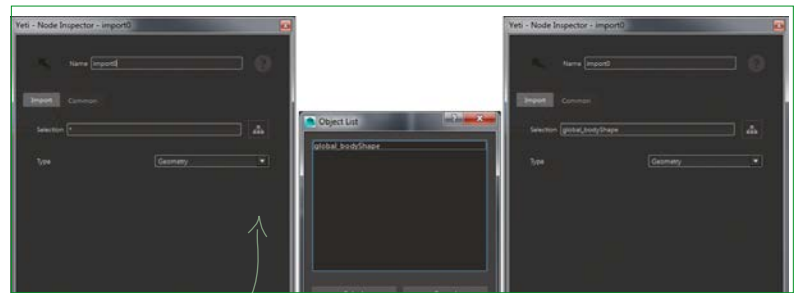 Yeti - Node Inspector - import0
Name import0
Import Common
Selection *
Type Geometry
Object List
global_bodyShape
Yeti - Node Inspector - import0
Name import0
Import Common
Selection global_bodyShape
Type Geometry